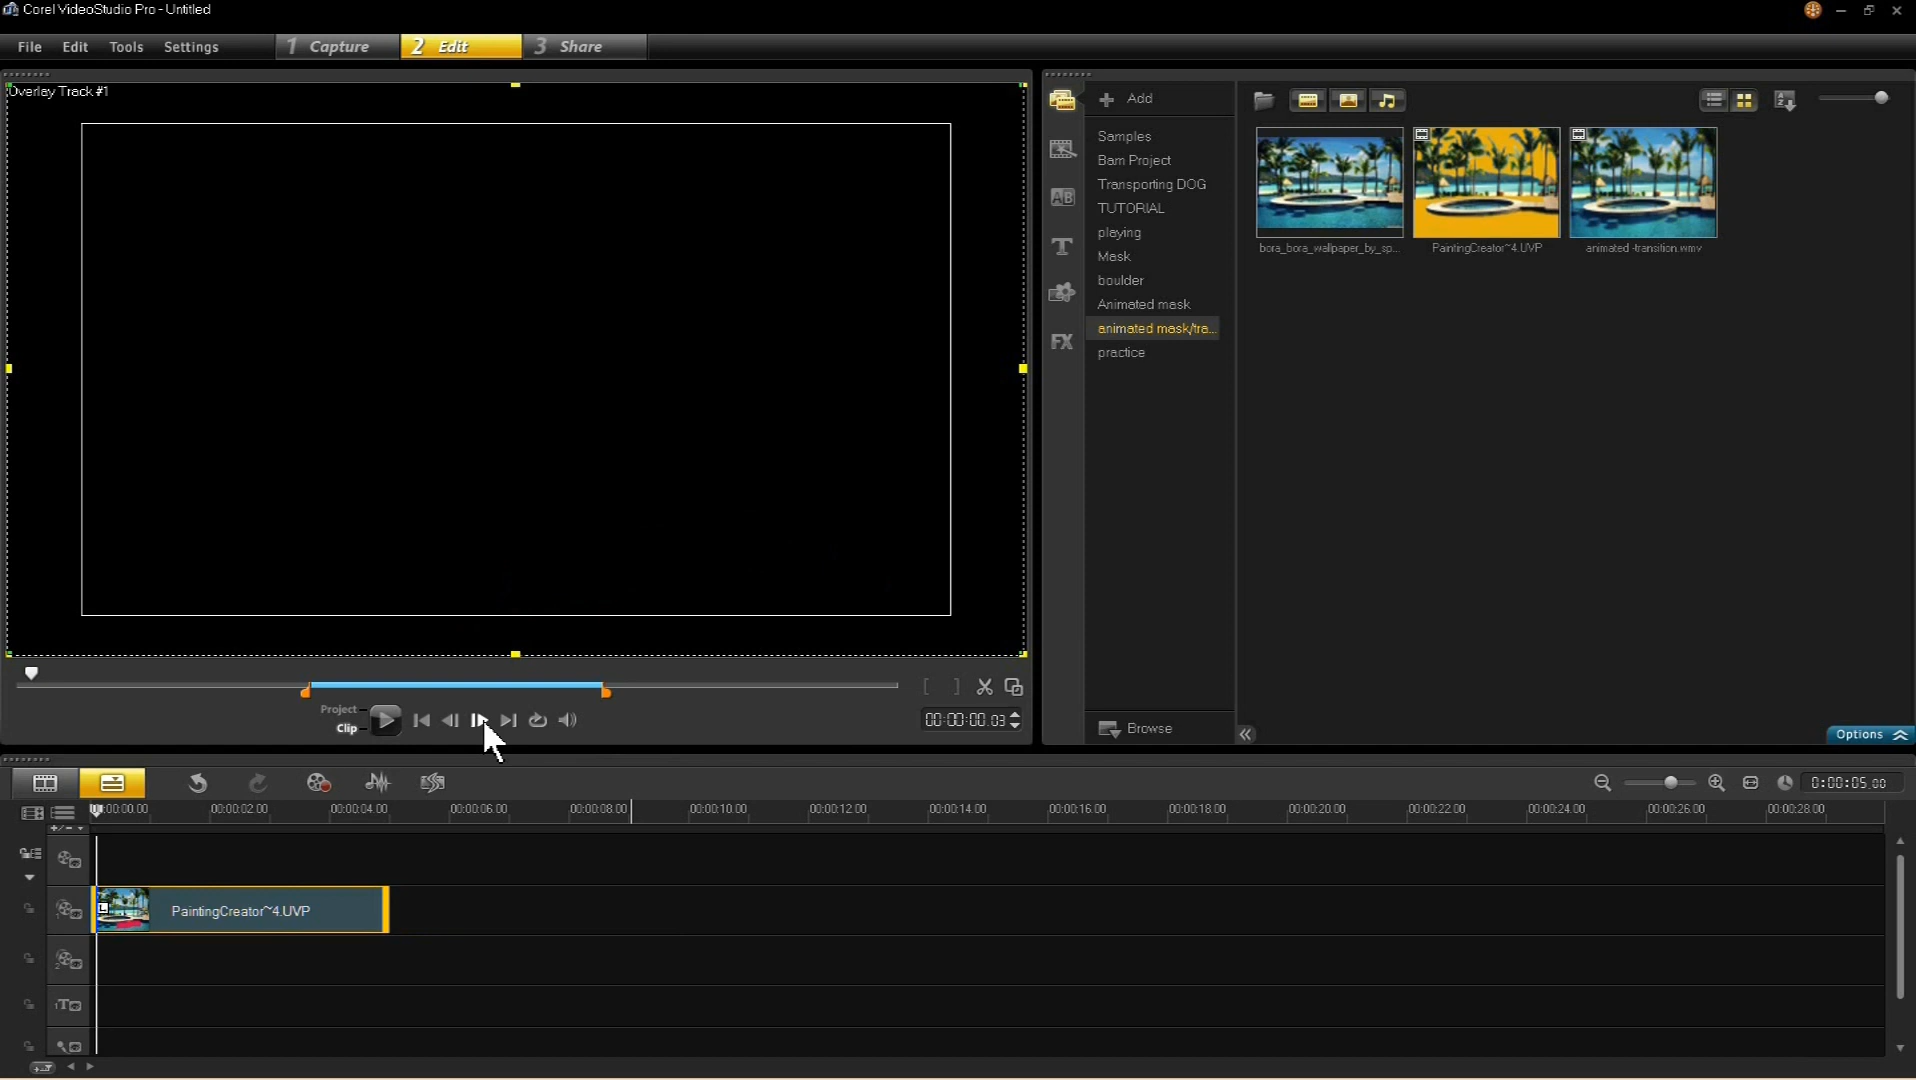 Corel VideoStudio Pro - Untitled
File Edit Tools Settings 1 Capture 2 Edit 3 Share
Overlay Track #1
Add
Samples
Bam Project
Transporting DOG
TUTORIAL
playing
Mask
boulder
Animated mask
animated mask/tra...
practice
Browse
AB
T
FX
bora_bora_wallpaper_by_sp...
PaintingCreator~4.UVP
animated -transition.wmv
Options
Project
Clip
00:00:00.03
0:00:05.00
:00:00.00 00:00:02.00 00:00:04.00 00:00:06.00 00:00:08.00 00:00:10.00 00:00:12.00 00:00:14.00 00:00:16.00 00:00:18.00 00:00:20.00 00:00:22.00 00:00:24.00 00:00:26.00 00:00:28.00
PaintingCreator~4.UVP